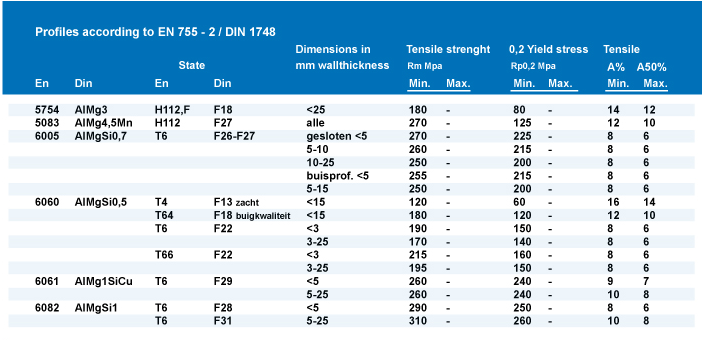 Profiles according to EN 755 - 2 / DIN 1748
Dimensions in Tensile strenght 0,2 Yield stress Tensile
State mm wallthickness Rm Mpa Rp0,2 Mpa A% A50%
En Din En Din Min. Max. Min. Max. Min. Max.
5754 AlMg3 H112,F F18 <25 180 - 80 - 14 12
5083 AlMg4,5Mn H112 F27 alle 270 - 125 - 12 10
6005 AlMgSi0,7 T6 F26-F27 gesloten <5 270 - 225 - 8 6
5-10 260 - 215 - 8 6
10-25 250 - 200 - 8 6
buisprof. <5 255 - 215 - 8 6
5-15 250 - 200 - 8 6
6060 AlMgSi0,5 T4 F13 zacht <15 120 - 60 - 16 14
T64 F18 buigkwaliteit <15 180 - 120 - 12 10
T6 F22 <3 190 - 150 - 8 6
3-25 170 - 140 - 8 6
T66 F22 <3 215 - 160 - 8 6
3-25 195 - 150 - 8 6
6061 AlMg1SiCu T6 F29 <5 260 - 240 - 9 7
5-25 260 - 240 - 10 8
6082 AlMgSi1 T6 F28 <5 290 - 250 - 8 6
T6 F31 5-25 310 - 260 - 10 8